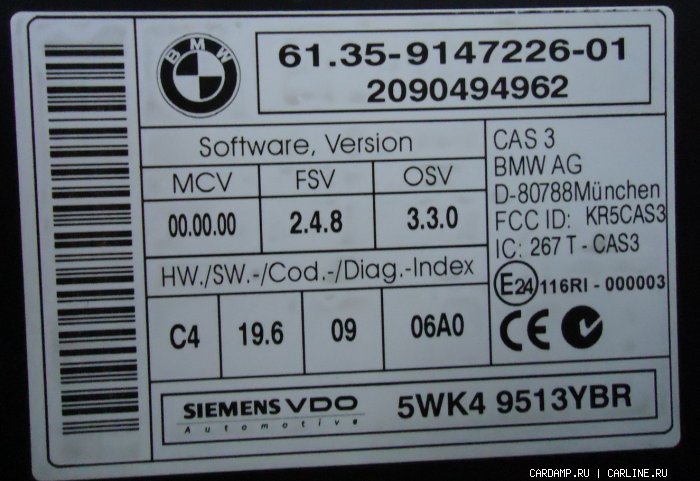 BMW
61.35-9147226-01
2090494962
Software, Version
MCV FSV OSV
00.00.00 2.4.8 3.3.0
HW./SW.-/Cod.-/Diag.-Index
C4 19.6 09 06A0
CAS 3
BMW AG
D-80788München
FCC ID: KR5CAS3
IC: 267 T - CAS3
E24 116RI - 000003
CE
SIEMENS VDO
Automotive
5WK4 9513YBR
CARDAMP.RU | CARLINE.RU